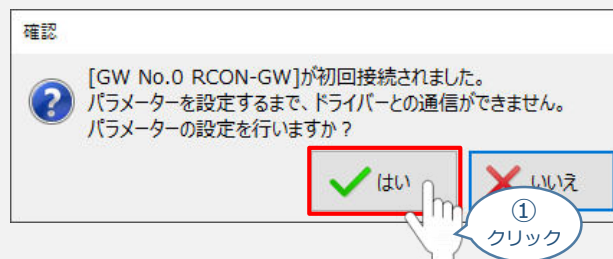 確認
[GW No.0 RCON-GW]が初回接続されました。
パラメーターを設定するまで、ドライバーとの通信ができません。
パラメーターの設定を行いますか？
はい
いいえ
①
クリック